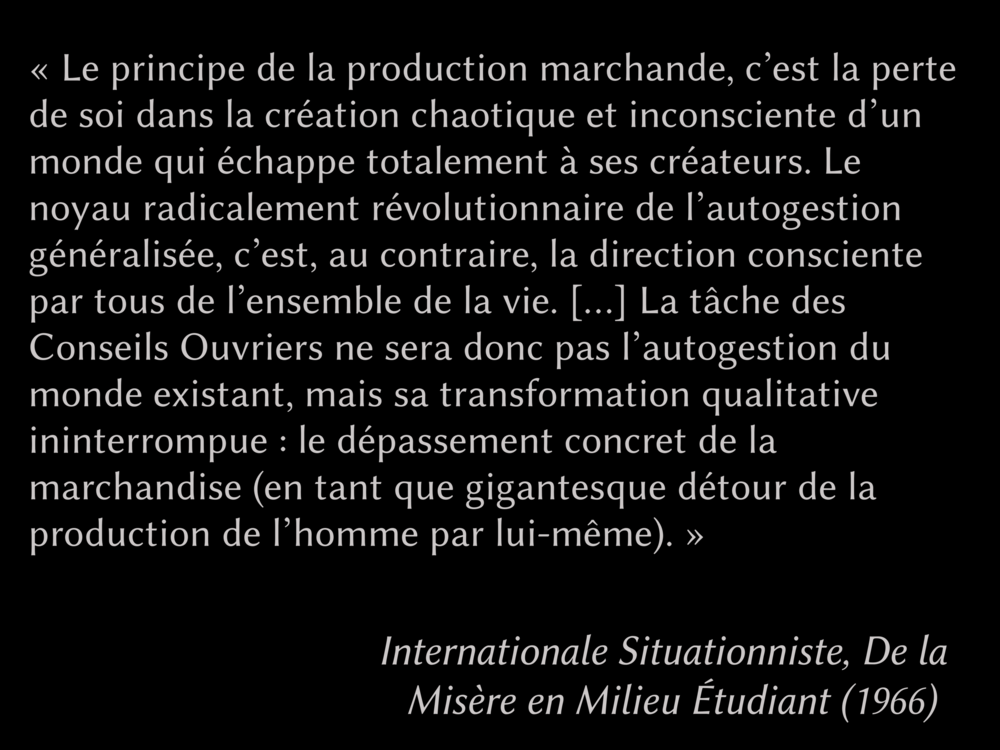 « Le principe de la production marchande, c’est la perte
de soi dans la création chaotique et inconsciente d’un
monde qui échappe totalement à ses créateurs. Le
noyau radicalement révolutionnaire de l’autogestion
généralisée, c’est, au contraire, la direction consciente
par tous de l’ensemble de la vie. [...] La tâche des
Conseils Ouvriers ne sera donc pas l’autogestion du
monde existant, mais sa transformation qualitative
ininterrompue : le dépassement concret de la
marchandise (en tant que gigantesque détour de la
production de l’homme par lui-même). »
Internationale Situationniste, De la
Misère en Milieu Étudiant (1966)